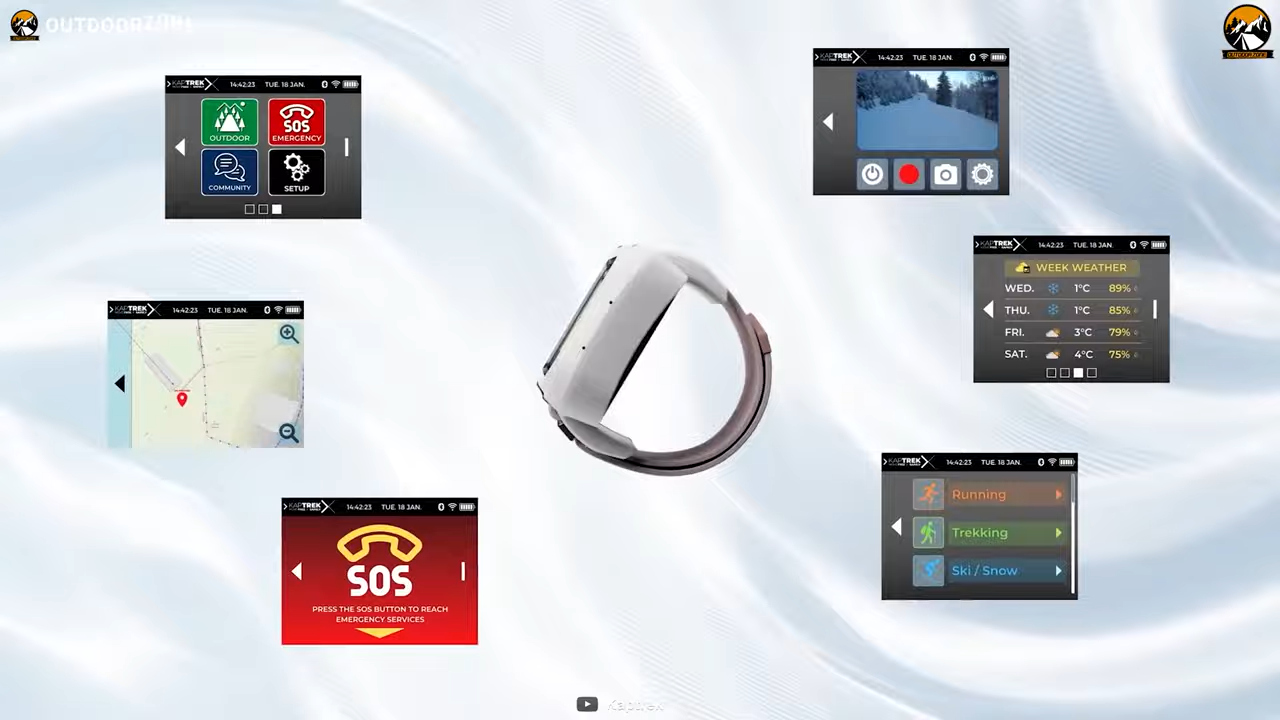 OUTDOORZONE
OUTDOORZONE
KAPTREK 14:42:23 TUE. 18 JAN.
OUTDOOR
SOS
EMERGENCY
COMMUNITY
SETUP
KAPTREK 14:42:23 TUE. 18 JAN.
KAPTREK 14:42:23 TUE. 18 JAN.
WEEK WEATHER
WED. 1°C 89%
THU. 1°C 85%
FRI. 3°C 79%
SAT. 4°C 75%
KAPTREK 14:42:23 TUE. 18 JAN.
KAPTREK 14:42:23 TUE. 18 JAN.
Running
Trekking
Ski / Snow
KAPTREK 14:42:23 TUE. 18 JAN.
SOS
PRESS THE SOS BUTTON TO REACH
EMERGENCY SERVICES
Kaptrek